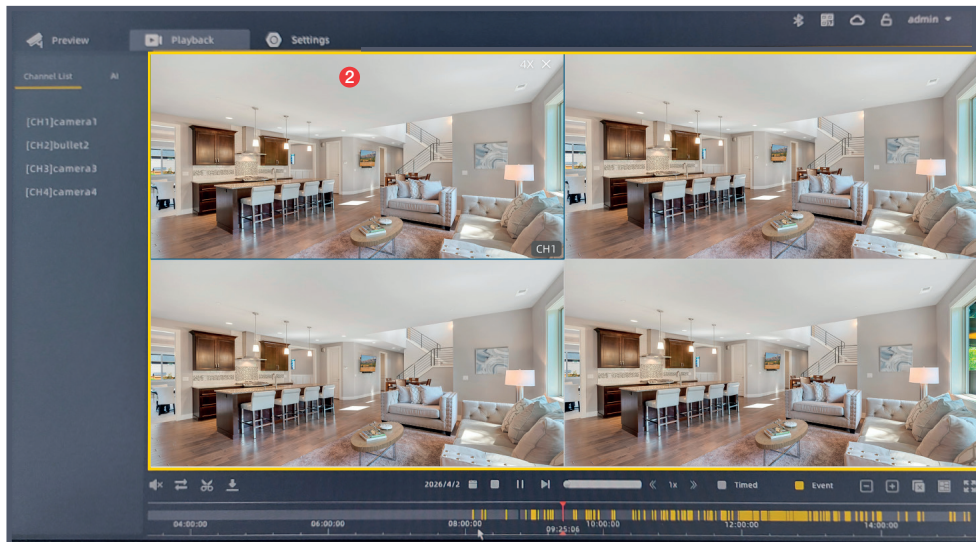 admin
Preview
Playback
Settings
Channel List AI
2
4X
[CH1]camera1
[CH2]bullet2
[CH3]camera3
[CH4]camera4
CH1
2026/4/2
1x
Timed
Event
04:00:00 06:00:00 08:00:00 09:25:06 10:00:00 12:00:00 14:00:00